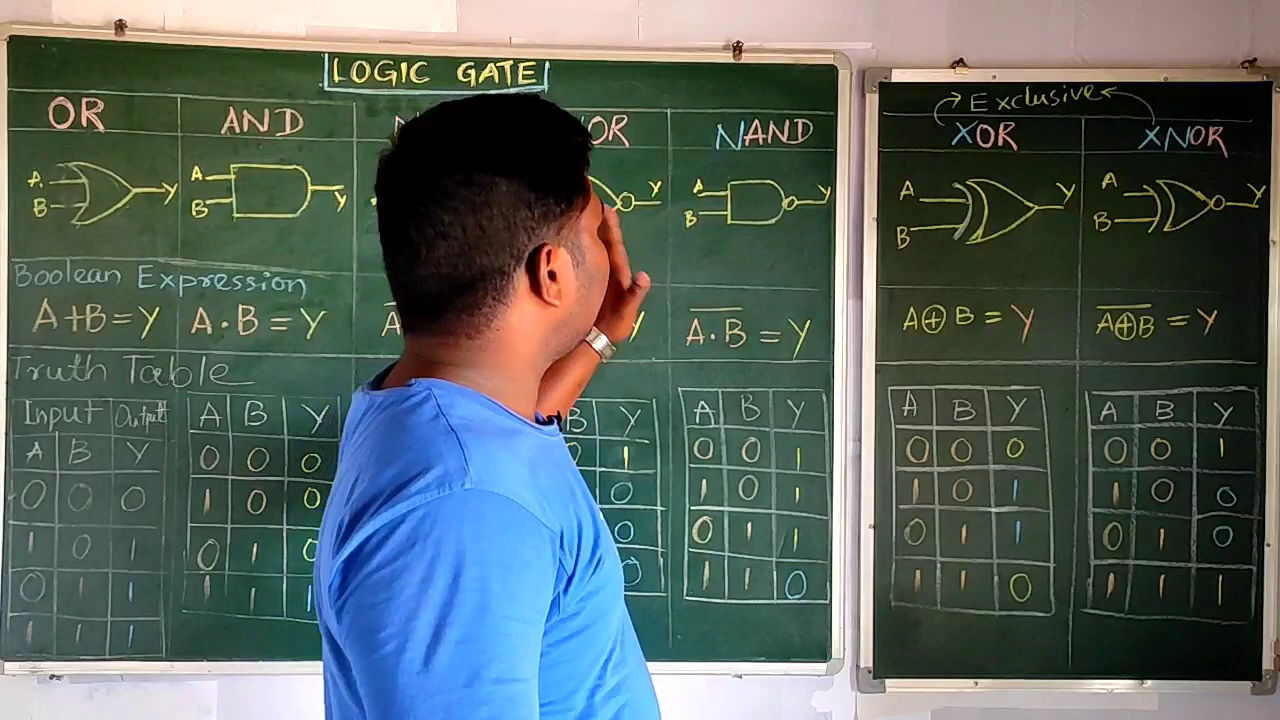 LOGIC GATE
OR AND OR NAND
A Y A Y Y A Y
B B B
Boolean Expression
A+B=Y A·B=Y A̅ Y \overline{A·B}=Y
Truth Table
Input Output A B Y B Y A B Y
A B Y 0 0 0 1 0 0 1
0 0 0 1 0 0 0 1 0 1
1 0 1 0 1 0 0 0 1 1
0 1 1 1 1 1 0 1 1 0
1 1 1
Exclusive
XOR XNOR
A Y A Y
B B
A⊕B=Y \overline{A⊕B}=Y
A B Y A B Y
0 0 0 0 0 1
1 0 1 1 0 0
0 1 1 0 1 0
1 1 0 1 1 1